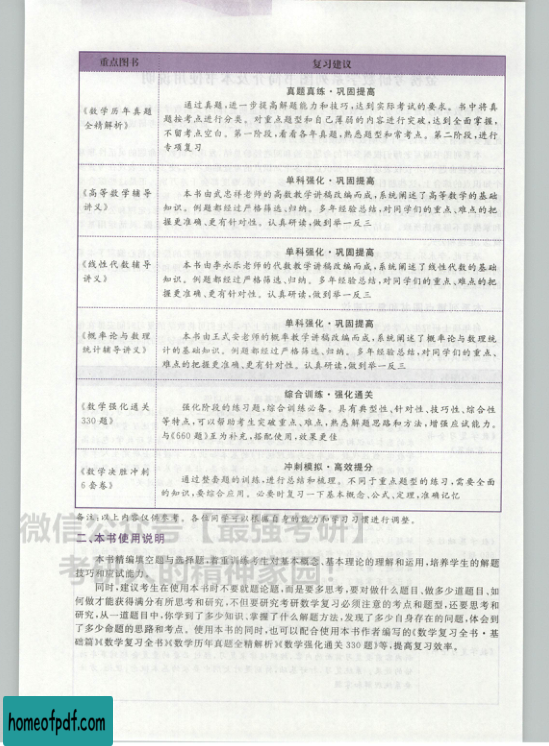 重点图书 复习建议
真题真练·巩固提高
《数学历年真题
全精解析》
通过真题,进一步提高解题能力和技巧,达到实际考试的要求。书中将真
题按考点进行分类。对重点题型和自己薄弱的内容进行突破,达到全面掌握,
不留考点空白。第一阶段,看着各年真题,熟悉题型和常考点。第二阶段,进行
专项复习
单科强化·巩固提高
《高等数学辅导
讲义》
本书由武忠祥老师的高数教学讲稿改编而成,系统阐述了高等数学的基础
知识。例题都经过严格筛选、归纳。多年经验总结,对同学们的重点、难点的把
握更准确、更有针对性。认真研读,做到举一反三
单科强化·巩固提高
《线性代数辅导
讲义》
本书由李永乐老师的代数教学讲稿改编而成,系统阐述了线性代数的基础
知识。例题都经过严格筛选、归纳。多年经验总结,对同学们的重点、难点的把
握更准确、更有针对性。认真研读,做到举一反三
单科强化·巩固提高
《概率论与数理
统计辅导讲义》
本书由王式安老师的概率教学讲稿改编而成,系统阐述了概率论与数理统
计的基础知识。例题都经过严格筛选、归纳。多年经验总结,对同学们的重点、
难点的把握更准确、更有针对性。认真研读,做到举一反三
综合训练·强化通关
《数学强化通关
330题》
强化阶段的练习题,综合训练必备。具有典型性、针对性、技巧性、综合性
等特点,可以帮助考生突破重点、难点,熟悉解题思路和方法,增强应试能力。
与《660题》互为补充,搭配使用,效果更佳
冲刺模拟·高效提分
《数学决胜冲刺
6套卷》
通过整套题的训练,进行总结和梳理。不同于重点题型的练习,需要全面
的知识,要综合应用。必要时复习一下基本概念、公式、定理,准确记忆
备注:以上内容仅供参考。各位同学可以根据自身的能力和学习习惯进行调整。
微信公众号【最强考研】
二、本书使用说明
本书精编填空题与选择题,着重训练考生对基本概念、基本理论的理解和运用,培养学生的解题
技巧和应试能力。
考研人的精神家园!
同时,建议考生在使用本书时不要就题论题,而是要多思考,要对做什么题目、做多少道题目、如
何做才能获得满分有所思考和研究,不但要研究考研数学复习必须注意的考点和题型,还要思考和
研究,从一道题目中,你学到了多少知识、掌握了什么解题方法,发现了多少自身存在的问题,体会到
了多少命题的思路和考点。使用本书的同时,也可以配合使用本书作者编写的《数学复习全书·基
础篇》《数学复习全书》《数学历年真题全精解析》《数学强化通关330题》等,提高复习效率。
homeofpdf.com